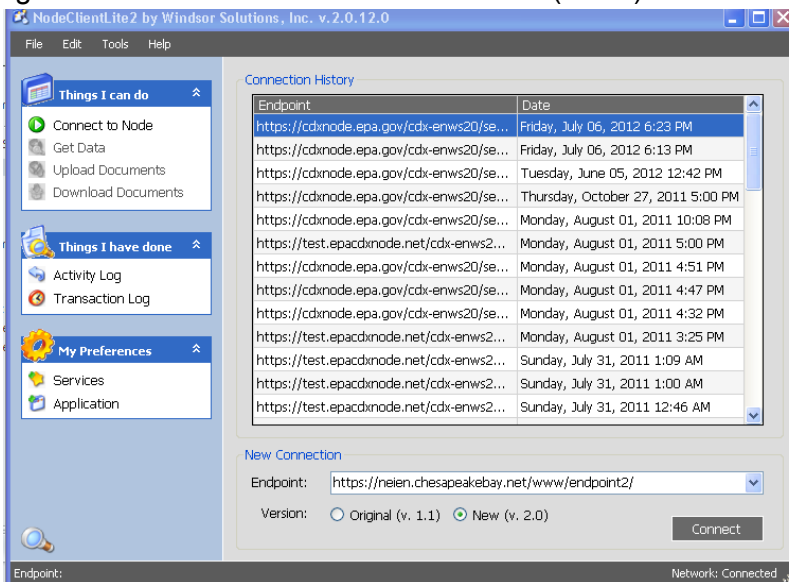 NodeClientLite2 by Windsor Solutions, Inc. v.2.0.12.0
File Edit Tools Help
Things I can do
Connect to Node
Get Data
Upload Documents
Download Documents
Things I have done
Activity Log
Transaction Log
My Preferences
Services
Application
Connection History
Endpoint Date
https://cdxnode.epa.gov/cdx-enws20/se... Friday, July 06, 2012 6:23 PM
https://cdxnode.epa.gov/cdx-enws20/se... Friday, July 06, 2012 6:13 PM
https://cdxnode.epa.gov/cdx-enws20/se... Tuesday, June 05, 2012 12:42 PM
https://cdxnode.epa.gov/cdx-enws20/se... Thursday, October 27, 2011 5:00 PM
https://cdxnode.epa.gov/cdx-enws20/se... Monday, August 01, 2011 10:08 PM
https://test.epacdxnode.net/cdx-enws2... Monday, August 01, 2011 5:00 PM
https://cdxnode.epa.gov/cdx-enws20/se... Monday, August 01, 2011 4:51 PM
https://cdxnode.epa.gov/cdx-enws20/se... Monday, August 01, 2011 4:47 PM
https://cdxnode.epa.gov/cdx-enws20/se... Monday, August 01, 2011 4:32 PM
https://test.epacdxnode.net/cdx-enws2... Monday, August 01, 2011 3:25 PM
https://test.epacdxnode.net/cdx-enws2... Sunday, July 31, 2011 1:09 AM
https://test.epacdxnode.net/cdx-enws2... Sunday, July 31, 2011 1:00 AM
https://test.epacdxnode.net/cdx-enws2... Sunday, July 31, 2011 12:46 AM
New Connection
Endpoint: https://neien.chesapeakebay.net/www/endpoint2/
Version: Original (v. 1.1) New (v. 2.0)
Connect
Endpoint: Network: Connected